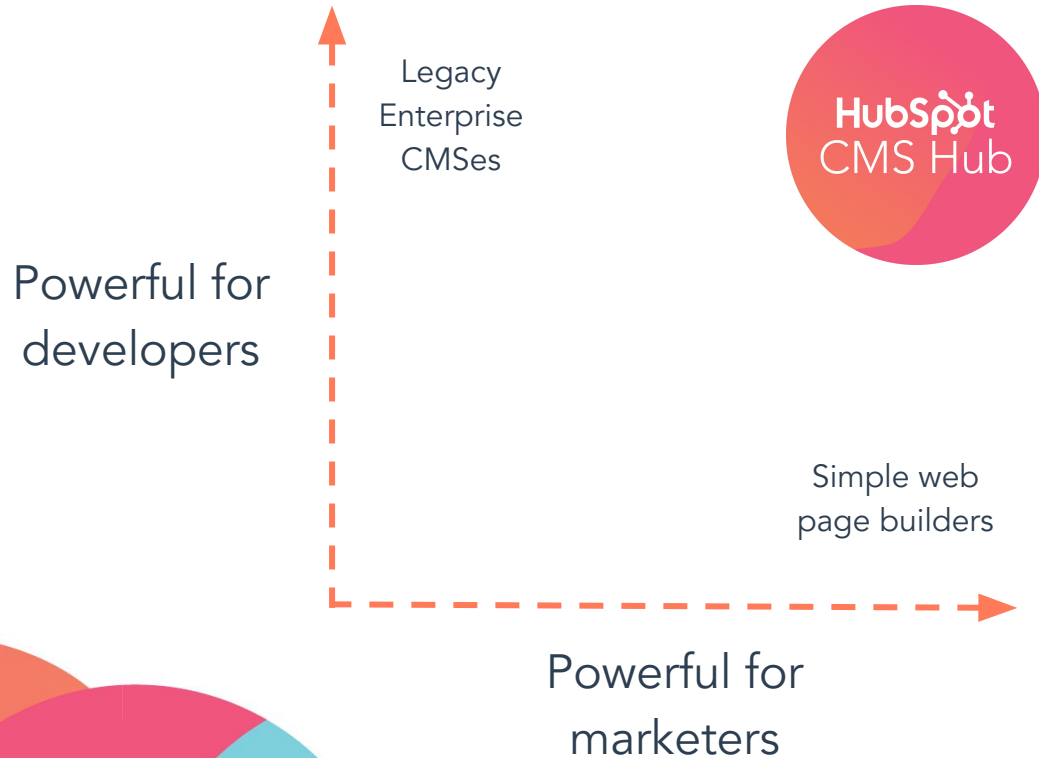 Legacy
Enterprise
CMSes
HubSpot
CMS Hub
Powerful for
developers
Simple web
page builders
Powerful for
marketers